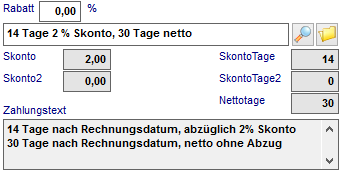 Rabatt 0,00 %
14 Tage 2 % Skonto, 30 Tage netto
Skonto 2,00 SkontoTage 14
Skonto2 0,00 SkontoTage2 0
Nettotage 30
Zahlungstext
14 Tage nach Rechnungsdatum, abzüglich 2% Skonto
30 Tage nach Rechnungsdatum, netto ohne Abzug